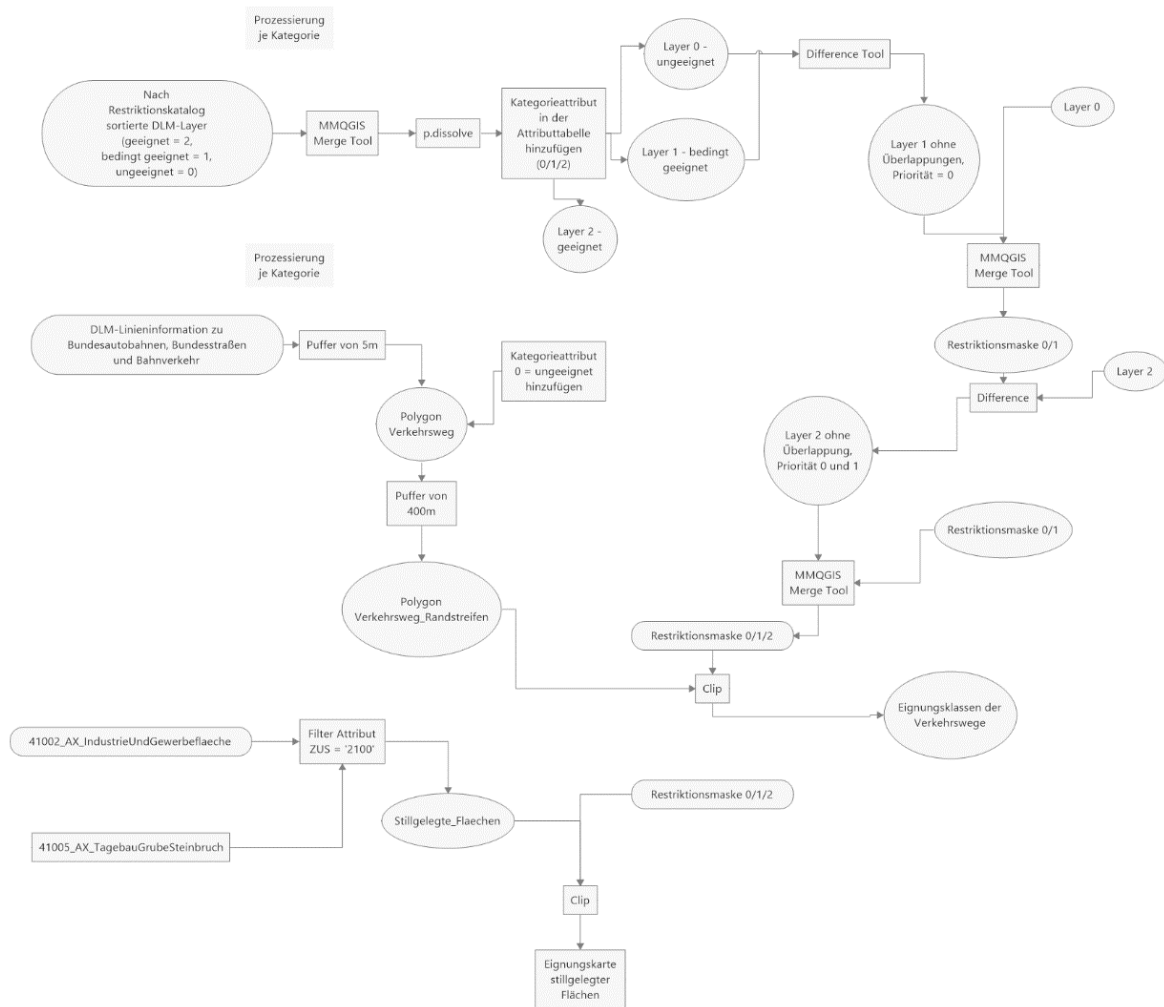 Prozessierung
je Kategorie
Nach
Restriktionskatalog
sortierte DLM-Layer
(geeignet = 2,
bedingt geeignet = 1,
ungeeignet = 0)
MMQGIS
Merge Tool
p.dissolve
Kategorieattribut
in der
Attributtabelle
hinzufügen
(0/1/2)
Layer 0 -
ungeeignet
Layer 1 - bedingt
geeignet
Layer 2 -
geeignet
Difference Tool
Layer 1 ohne
Überlappungen,
Priorität = 0
Layer 0
MMQGIS
Merge Tool
Restriktionsmaske 0/1
Difference
Layer 2
Layer 2 ohne
Überlappung,
Priorität 0 und 1
Restriktionsmaske 0/1
MMQGIS
Merge Tool
Restriktionsmaske 0/1/2
Prozessierung
je Kategorie
DLM-Linieninformation zu
Bundesautobahnen, Bundesstraßen
und Bahnverkehr
Puffer von 5m
Kategorieattribut
0 = ungeeignet
hinzufügen
Polygon
Verkehrsweg
Puffer von
400m
Polygon
Verkehrsweg_Randstreifen
Clip
Eignungsklassen der
Verkehrswege
41002_AX_IndustrieUndGewerbeflaeche
Filter Attribut
ZUS = '2100'
41005_AX_TagebauGrubeSteinbruch
Stillgelegte_Flaechen
Restriktionsmaske 0/1/2
Clip
Eignungskarte
stillgelegter
Flächen